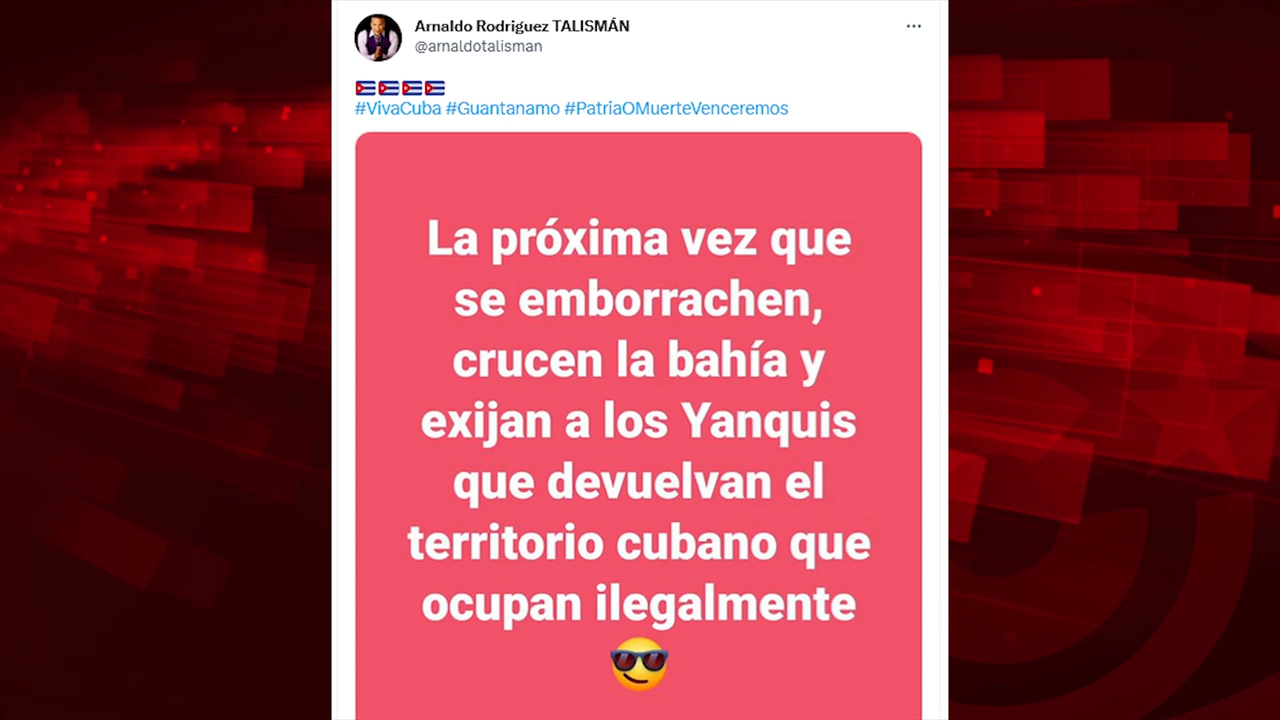 Arnaldo Rodriguez TALISMÁN
@arnaldotalisman
🇨🇺🇨🇺🇨🇺🇨🇺
#VivaCuba #Guantanamo #PatriaOMuerteVenceremos
La próxima vez que
se emborrachen,
crucen la bahía y
exijan a los Yanquis
que devuelvan el
territorio cubano que
ocupan ilegalmente
😎